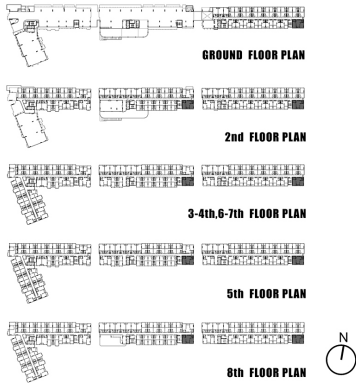 GROUND FLOOR PLAN
2nd FLOOR PLAN
3-4th,6-7th FLOOR PLAN
5th FLOOR PLAN
N
8th FLOOR PLAN